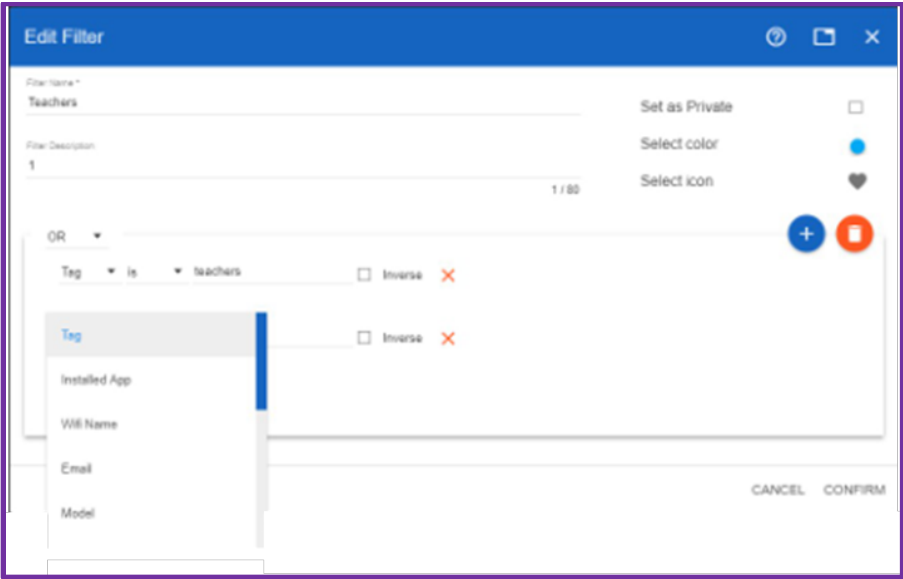 Edit Filter
Filter Name *
Teachers
Set as Private
Select color
Filter Description
1
Select icon
1 / 80
OR
Tag is teachers Inverse
Tag Inverse
Installed App
Wifi Name
Email
Model
CANCEL CONFIRM